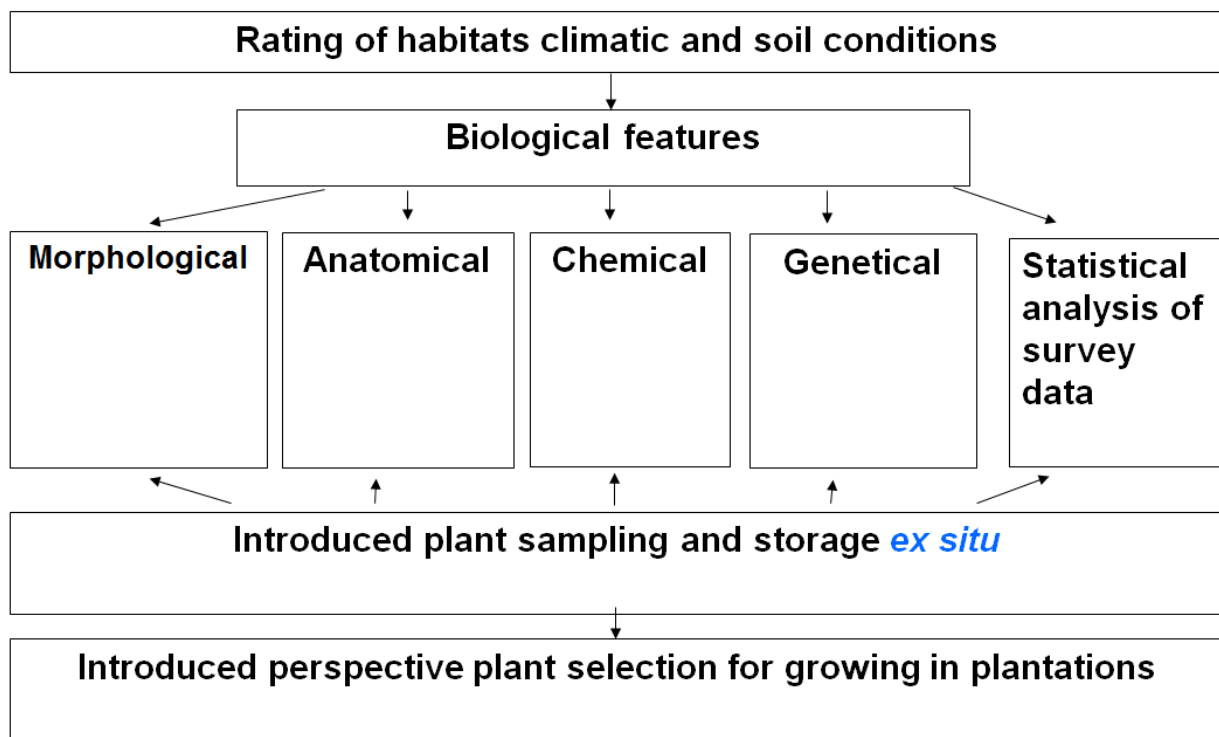 Rating of habitats climatic and soil conditions
Biological features
Morphological
Anatomical
Chemical
Genetical
Statistical
analysis of
survey
data
Introduced plant sampling and storage ex situ
Introduced perspective plant selection for growing in plantations